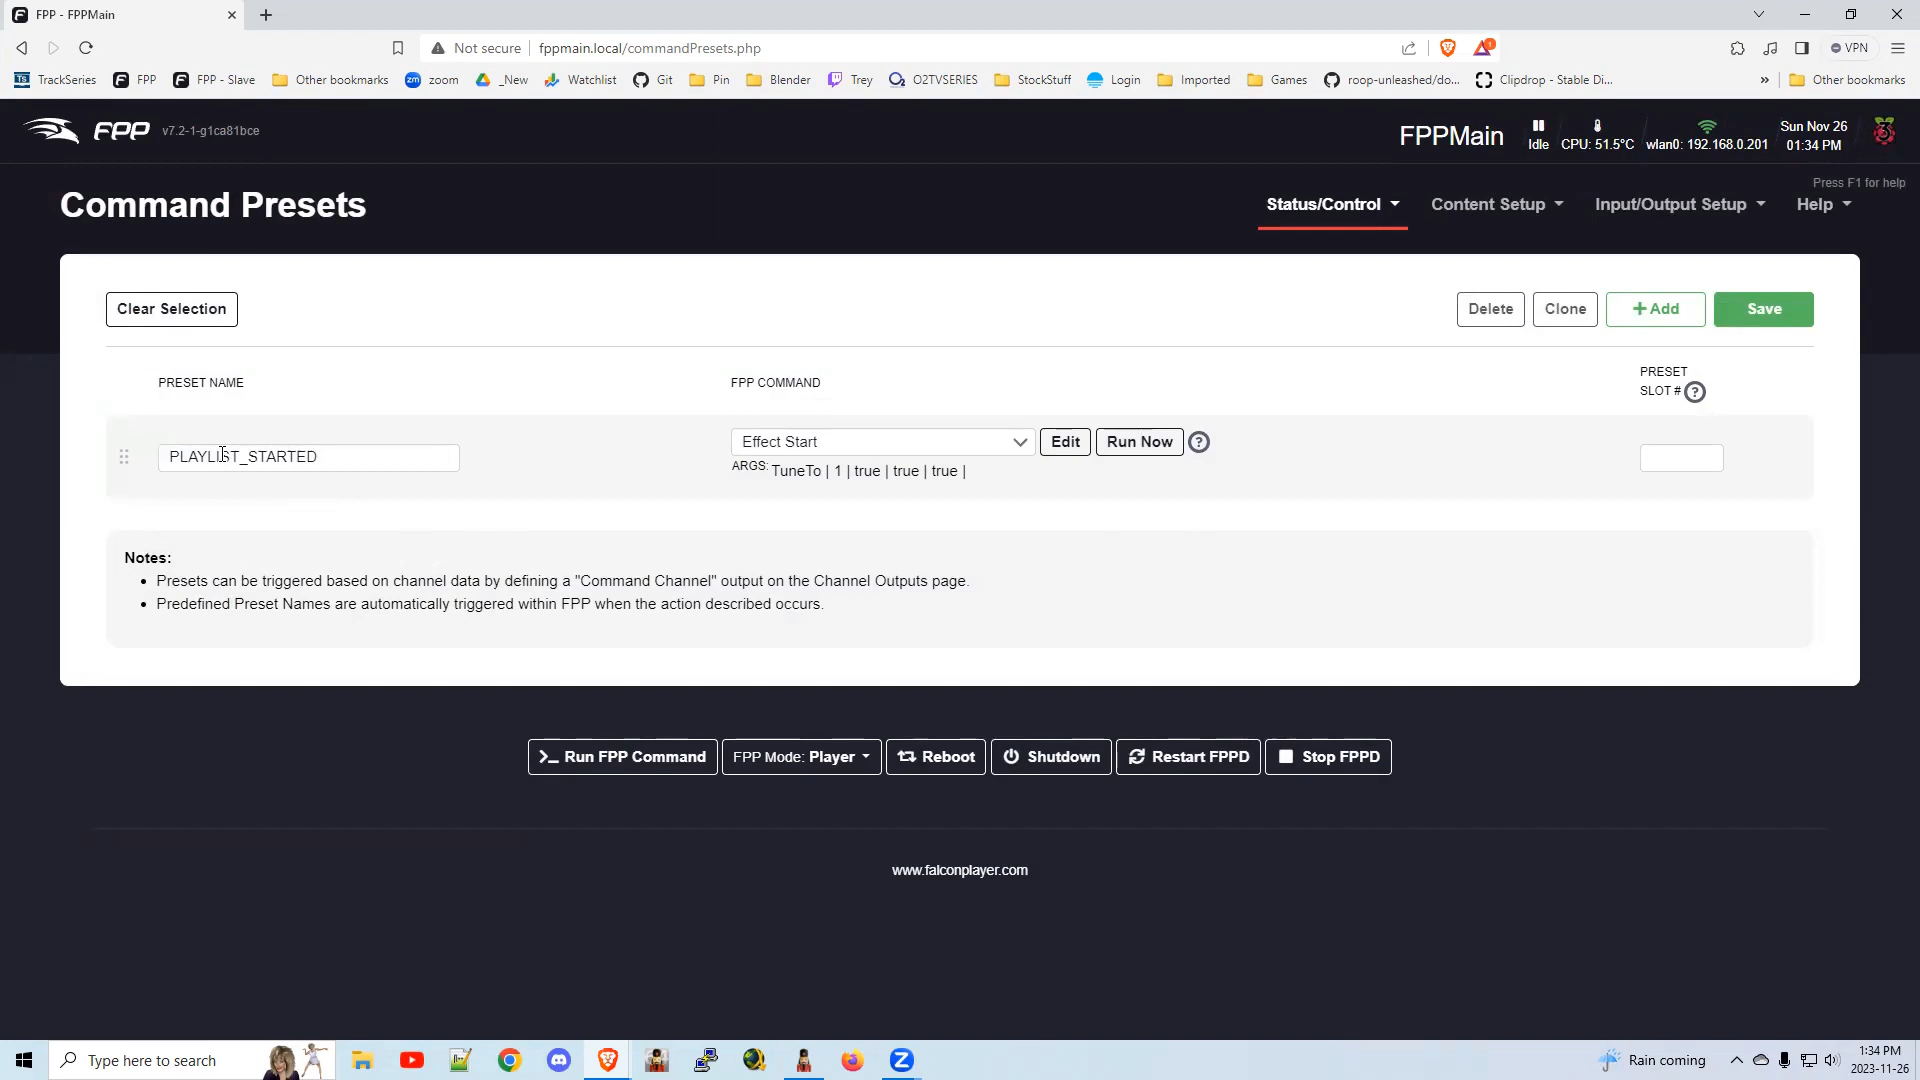 FPP - FPPMain
Not secure fppmain.local/commandPresets.php VPN
TrackSeries FPP FPP - Slave Other bookmarks zoom _New Watchlist Git Pin Blender Trey O2TVSERIES StockStuff Login Imported Games roop-unleashed/do... Clipdrop - Stable Di... » Other bookmarks
FPP v7.2-1-g1ca81bce
FPPMain Idle CPU: 51.5°C wlan0: 192.168.0.201 Sun Nov 26 01:34 PM
Press F1 for help
Command Presets
Status/Control Content Setup Input/Output Setup Help
Clear Selection Delete Clone + Add Save
PRESET NAME FPP COMMAND PRESET SLOT # ?
PLAYLIST_STARTED Effect Start Edit Run Now ?
ARGS: TuneTo | 1 | true | true | true |
Notes:
• Presets can be triggered based on channel data by defining a "Command Channel" output on the Channel Outputs page.
• Predefined Preset Names are automatically triggered within FPP when the action described occurs.
Run FPP Command FPP Mode: Player Reboot Shutdown Restart FPPD Stop FPPD
www.falconplayer.com
Type here to search Rain coming 1:34 PM
2023-11-26